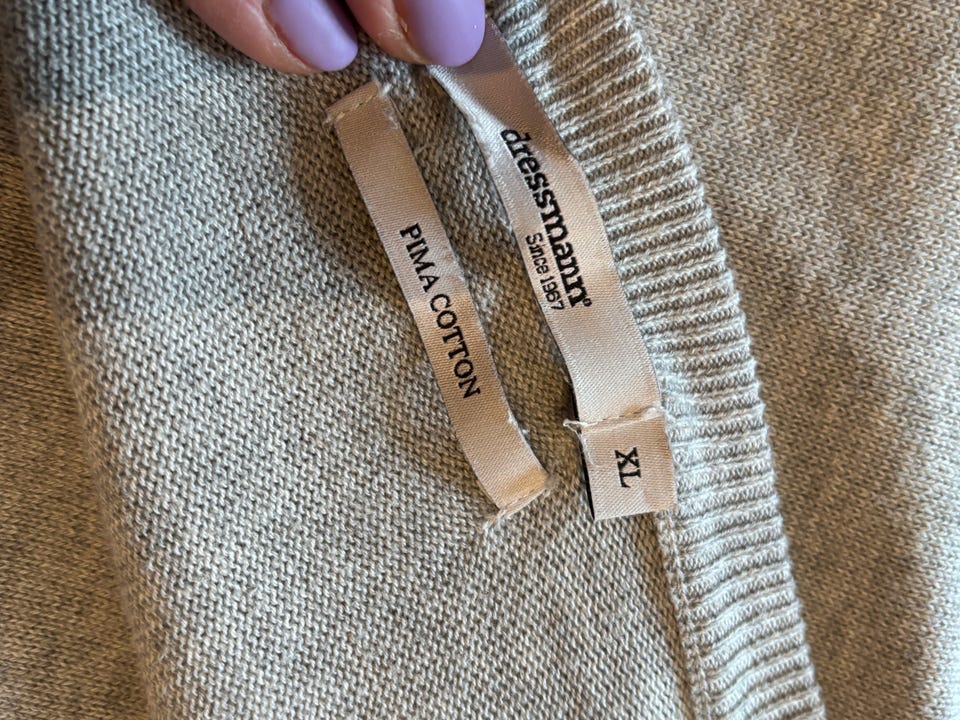 PIMA COTTON
dressmann®
Since 1967
XL